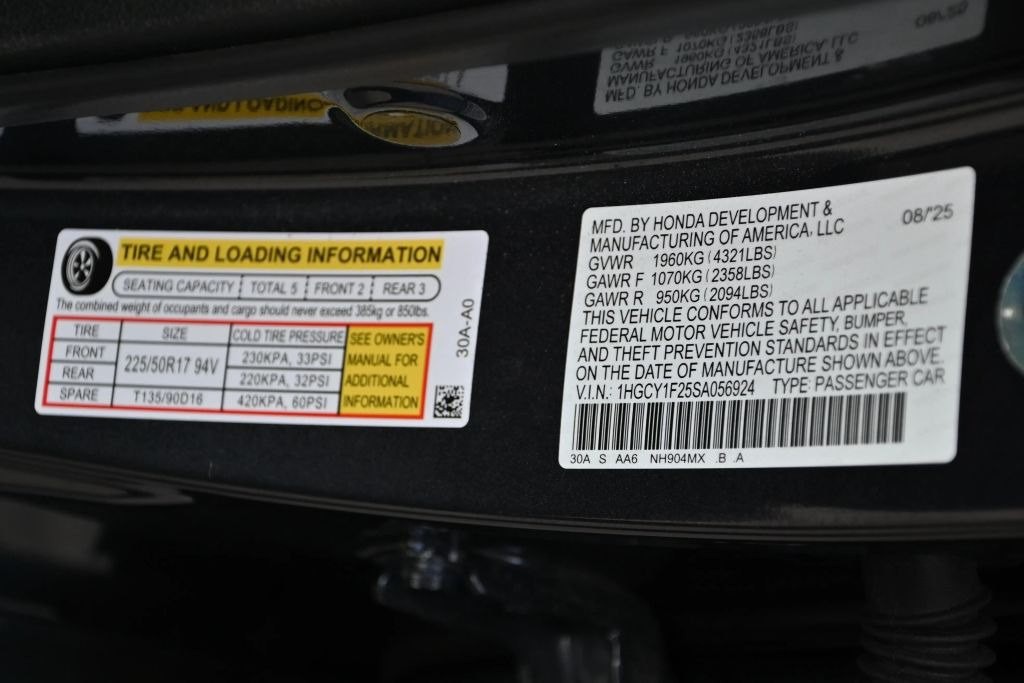 TIRE AND LOADING INFORMATION
SEATING CAPACITY TOTAL 5 FRONT 2 REAR 3
The combined weight of occupants and cargo should never exceed 385kg or 850lbs.
TIRE SIZE COLD TIRE PRESSURE
FRONT 225/50R17 94V 230KPA, 33PSI
REAR 220KPA, 32PSI
SPARE T135/90D16 420KPA, 60PSI
SEE OWNER'S
MANUAL FOR
ADDITIONAL
INFORMATION
30A-A0
MFD. BY HONDA DEVELOPMENT &
MANUFACTURING OF AMERICA, LLC
08/'25
GVWR 1960KG (4321LBS)
GAWR F 1070KG (2358LBS)
GAWR R 950KG (2094LBS)
THIS VEHICLE CONFORMS TO ALL APPLICABLE
FEDERAL MOTOR VEHICLE SAFETY, BUMPER,
AND THEFT PREVENTION STANDARDS IN EFFECT
ON THE DATE OF MANUFACTURE SHOWN ABOVE.
V.I.N.: 1HGCY1F25SA056924 TYPE: PASSENGER CAR
30A S AA6 NH904MX .B .A